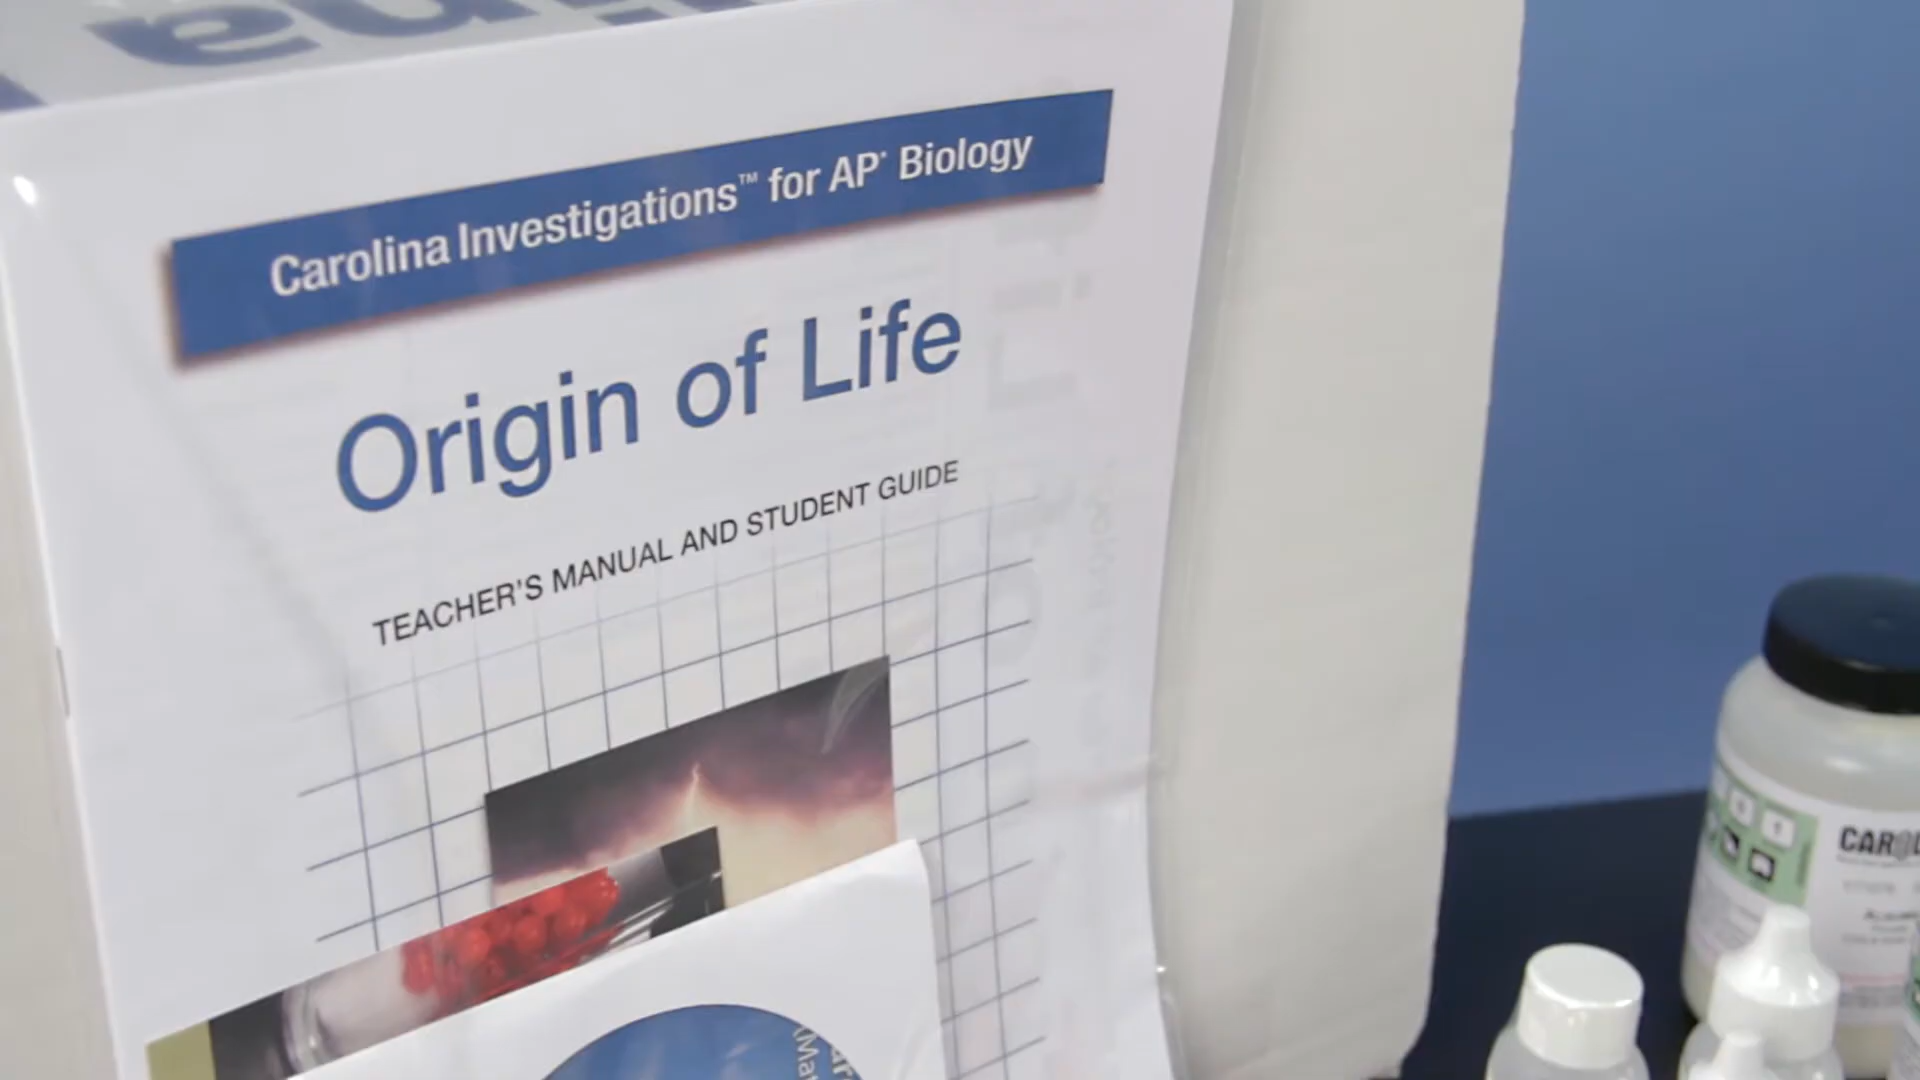 Carolina Investigations™ for AP* Biology
Origin of Life
TEACHER'S MANUAL AND STUDENT GUIDE